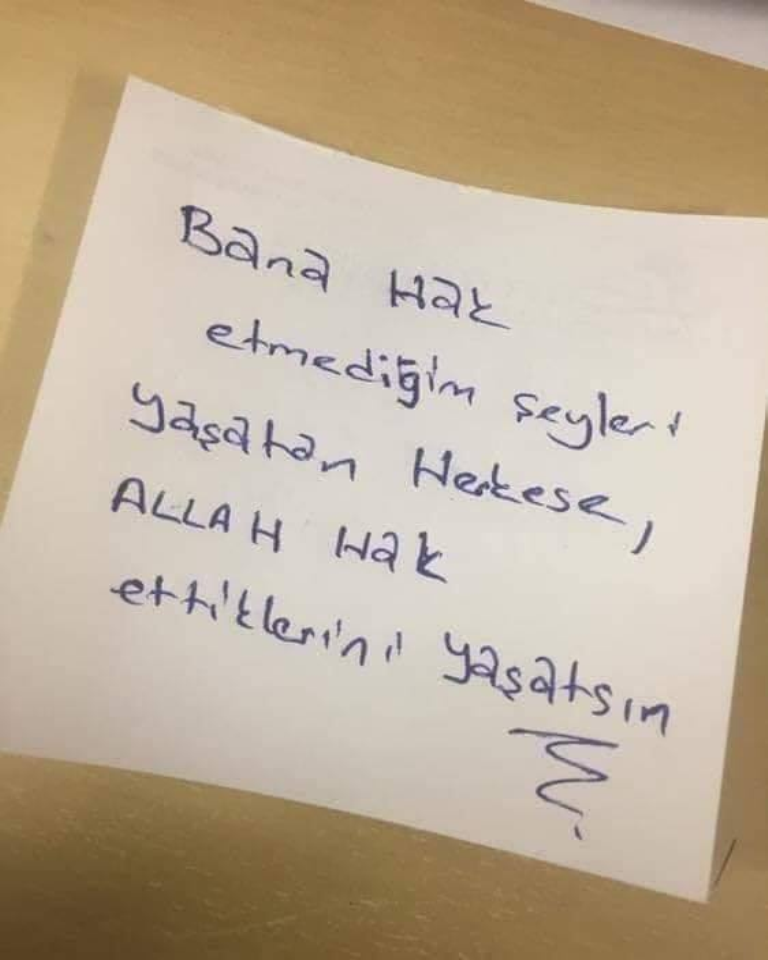 Bana Hak
etmediğim şeyleri
yaşatan Herkese,
ALLAH Hak
ettiklerini yaşatsın